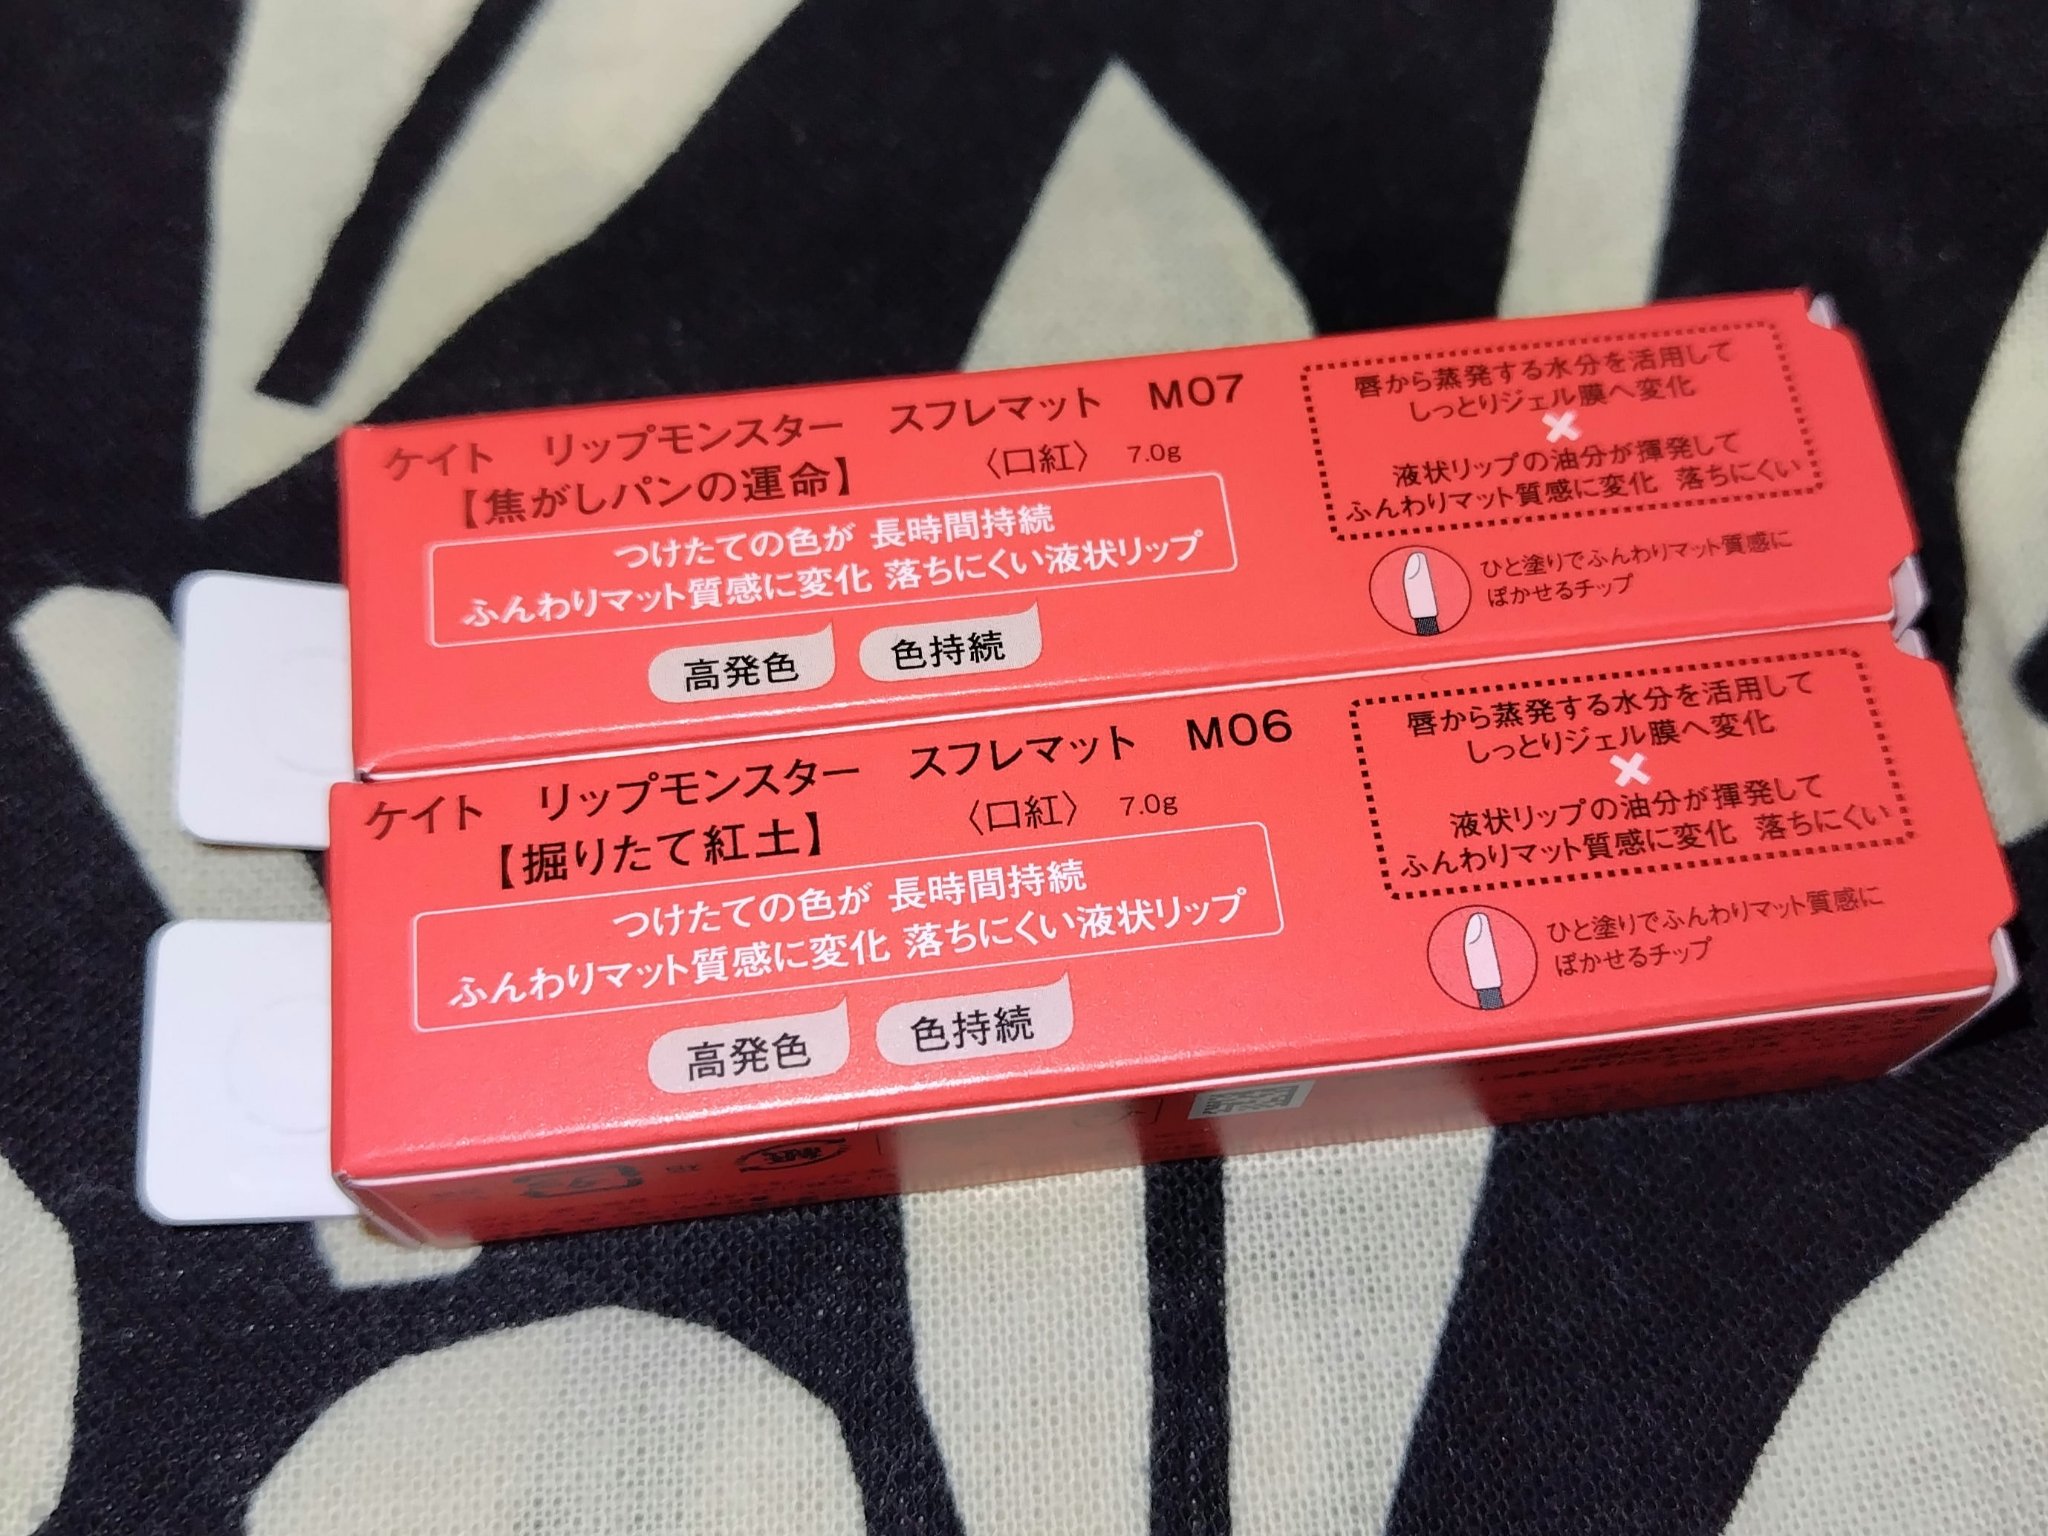 ケイト　リップモンスター　スフレマット　M07
【焦がしパンの運命】　〈口紅〉 7.0g
つけたての色が 長時間持続
ふんわりマット質感に変化 落ちにくい液状リップ
高発色 色持続
唇から蒸発する水分を活用して
しっとりジェル膜へ変化
×
液状リップの油分が揮発して
ふんわりマット質感に変化 落ちにくい
ひと塗りでふんわりマット質感に
ぼかせるチップ
ケイト　リップモンスター　スフレマット　M06
【掘りたて紅土】　〈口紅〉 7.0g
つけたての色が 長時間持続
ふんわりマット質感に変化 落ちにくい液状リップ
高発色 色持続
唇から蒸発する水分を活用して
しっとりジェル膜へ変化
×
液状リップの油分が揮発して
ふんわりマット質感に変化 落ちにくい
ひと塗りでふんわりマット質感に
ぼかせるチップ